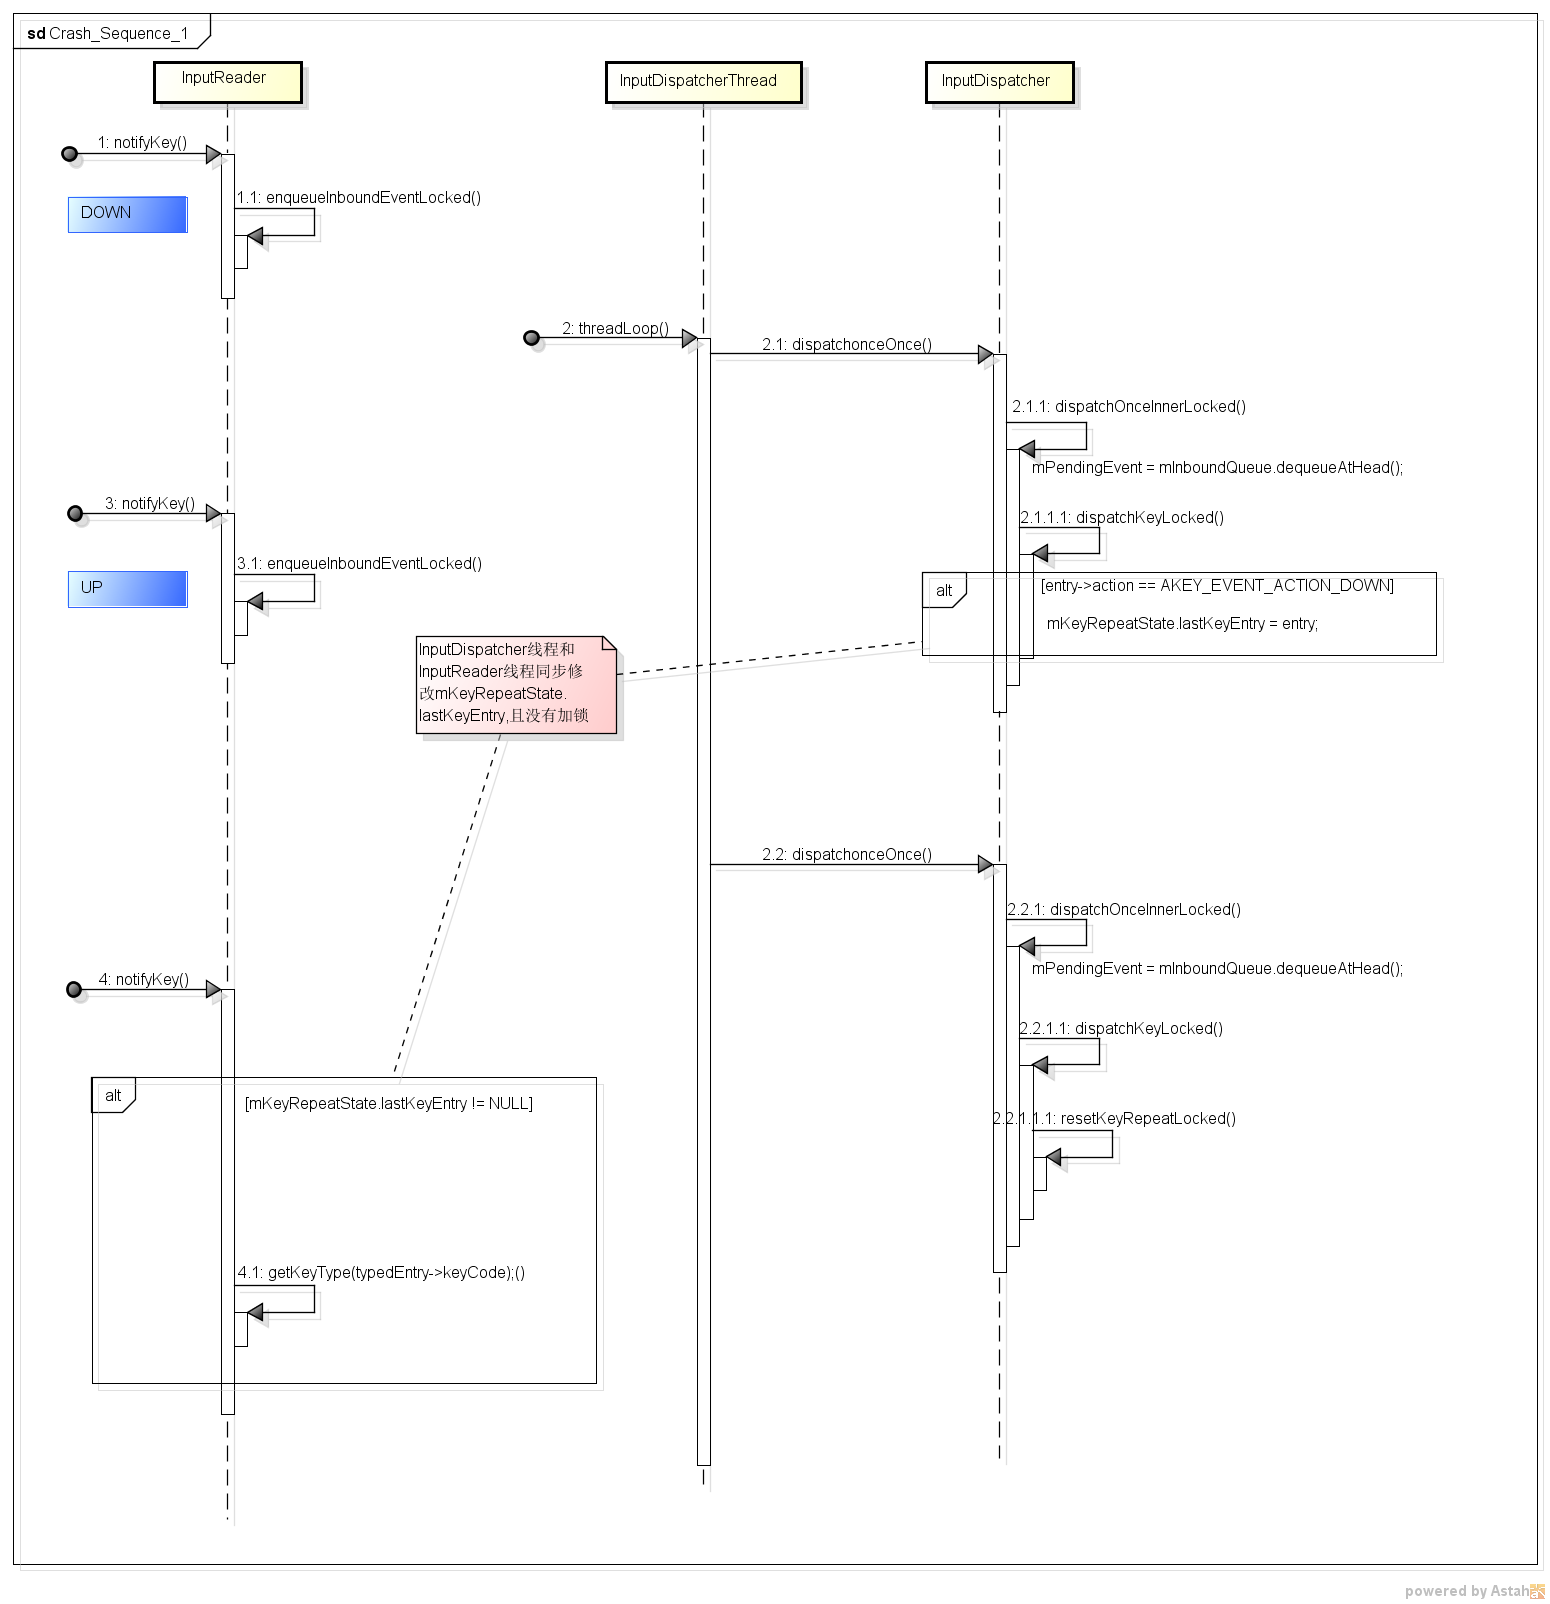 sd Crash_Sequence_1
InputReader
InputDispatcherThread
InputDispatcher
1: notifyKey()
DOWN
1.1: enqueueInboundEventLocked()
2: threadLoop()
2.1: dispatchonceOnce()
2.1.1: dispatchOnceInnerLocked()
mPendingEvent = mInboundQueue.dequeueAtHead();
3: notifyKey()
2.1.1.1: dispatchKeyLocked()
3.1: enqueueInboundEventLocked()
UP
alt
[entry->action == AKEY_EVENT_ACTION_DOWN]
mKeyRepeatState.lastKeyEntry = entry;
InputDispatcher线程和
InputReader线程同步修
改mKeyRepeatState.
lastKeyEntry,且没有加锁
2.2: dispatchonceOnce()
2.2.1: dispatchOnceInnerLocked()
mPendingEvent = mInboundQueue.dequeueAtHead();
4: notifyKey()
2.2.1.1: dispatchKeyLocked()
alt
[mKeyRepeatState.lastKeyEntry != NULL]
2.2.1.1.1: resetKeyRepeatLocked()
4.1: getKeyType(typedEntry->keyCode);()
powered by Astah